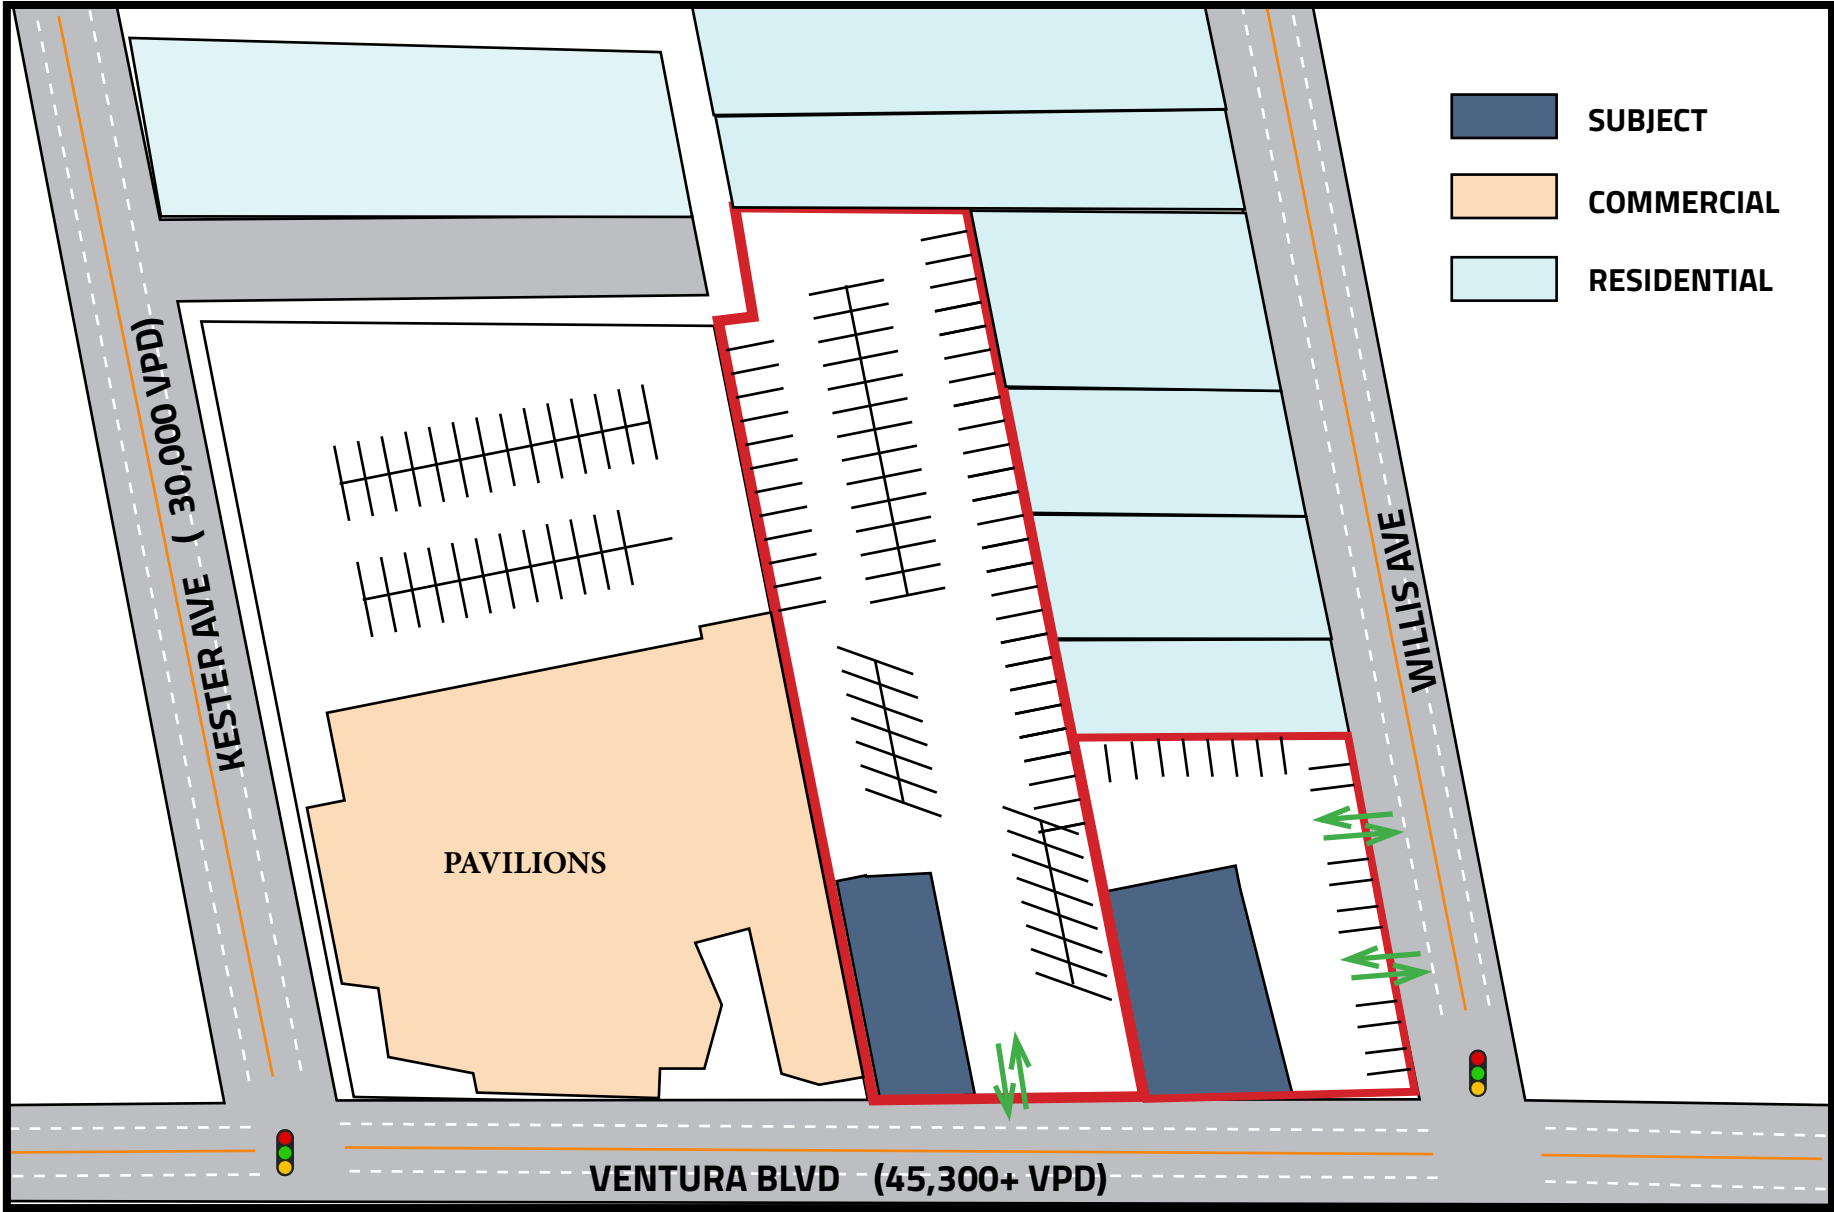 SUBJECT
COMMERCIAL
RESIDENTIAL
KESTER AVE ( 30,000 VPD)
WILLIS AVE
PAVILIONS
VENTURA BLVD (45,300+ VPD)